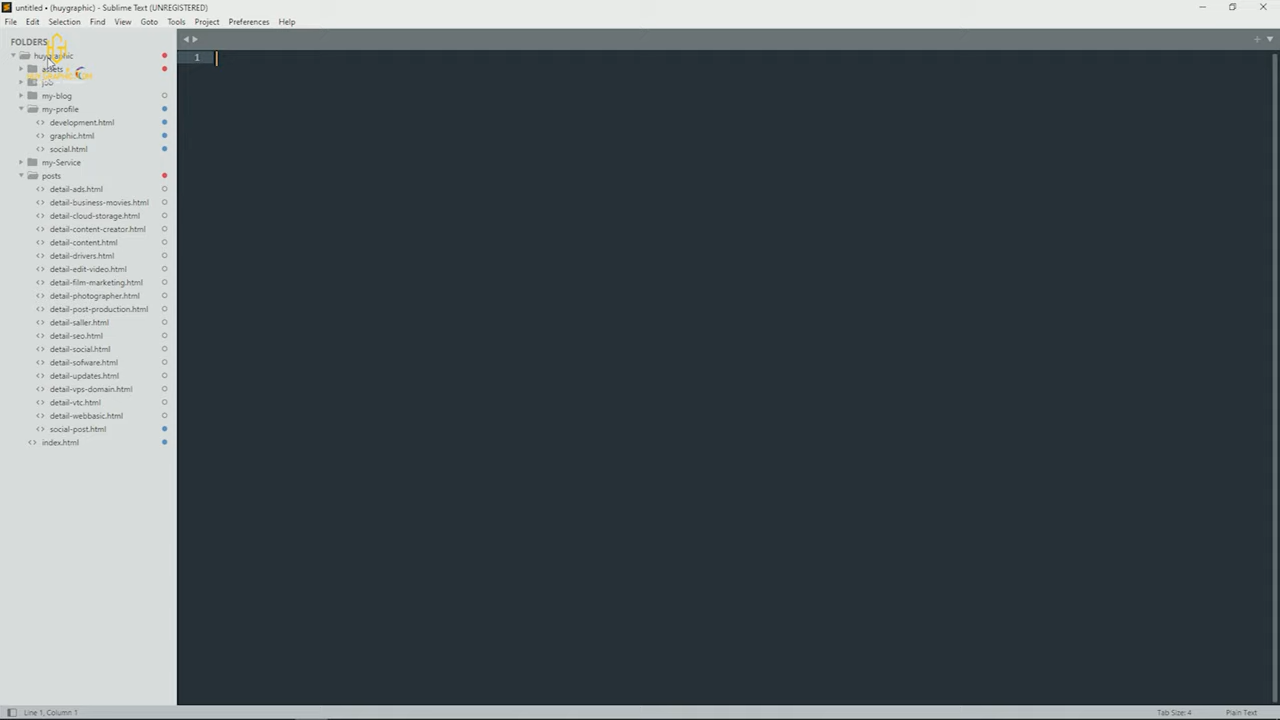 untitled • (huygraphic) - Sublime Text (UNREGISTERED)
File Edit Selection Find View Goto Tools Project Preferences Help
FOLDERS
huygraphic
assets
job
my-blog
my-profile
development.html
graphic.html
social.html
my-Service
posts
detail-ads.html
detail-business-movies.html
detail-cloud-storage.html
detail-content-creator.html
detail-content.html
detail-drivers.html
detail-edit-video.html
detail-film-marketing.html
detail-photographer.html
detail-post-production.html
detail-saller.html
detail-seo.html
detail-social.html
detail-sofware.html
detail-updates.html
detail-vps-domain.html
detail-vtc.html
detail-webbasic.html
social-post.html
index.html
1
Line 1, Column 1
Tab Size: 4
Plain Text